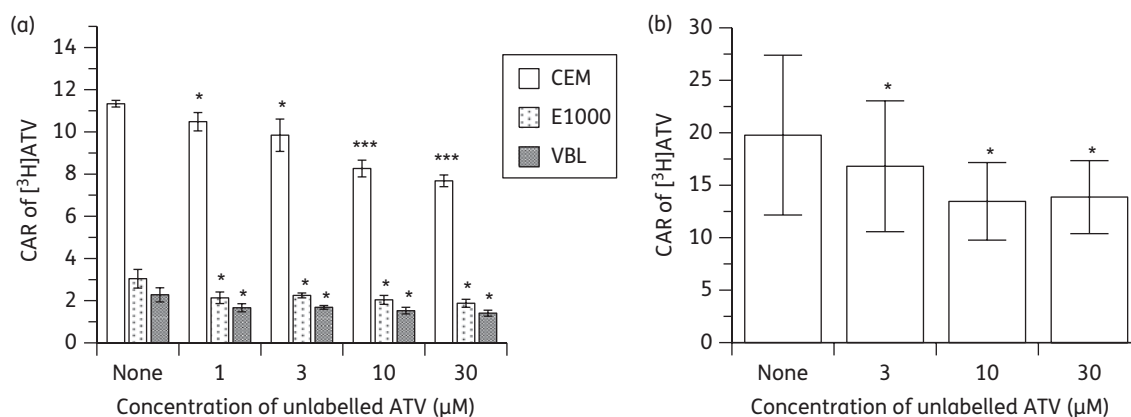 (a)
14
12
10
8
6
4
2
0
CAR of [³H]ATV
* * *** ***
* * * * * * * *
CEM
E1000
VBL
None 1 3 10 30
Concentration of unlabelled ATV (µM)
(b)
30
25
20
15
10
5
0
CAR of [³H]ATV
* * *
None 3 10 30
Concentration of unlabelled ATV (µM)